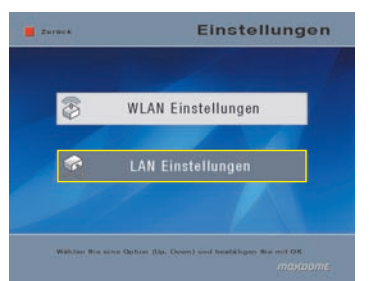 Zurück
Einstellungen
WLAN Einstellungen
LAN Einstellungen
Wählen Sie eine Option (Up, Down) und bestätigen Sie mit OK
maxdome